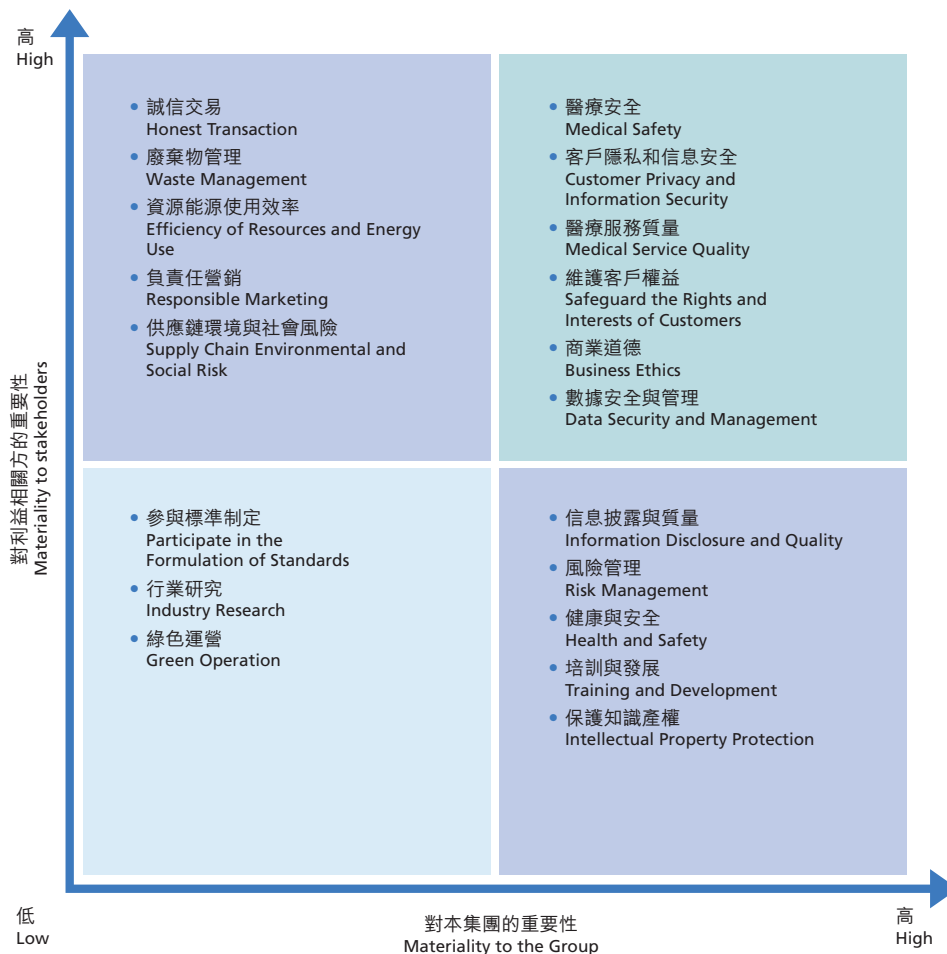 高
High
誠信交易
Honest Transaction
廢棄物管理
Waste Management
資源能源使用效率
Efficiency of Resources and Energy
Use
負責任營銷
Responsible Marketing
供應鏈環境與社會風險
Supply Chain Environmental and
Social Risk
醫療安全
Medical Safety
客戶隱私和信息安全
Customer Privacy and
Information Security
醫療服務質量
Medical Service Quality
維護客戶權益
Safeguard the Rights and
Interests of Customers
商業道德
Business Ethics
數據安全與管理
Data Security and Management
對利益相關方的重要性
Materiality to stakeholders
參與標準制定
Participate in the
Formulation of Standards
行業研究
Industry Research
綠色運營
Green Operation
信息披露與質量
Information Disclosure and Quality
風險管理
Risk Management
健康與安全
Health and Safety
培訓與發展
Training and Development
保護知識產權
Intellectual Property Protection
低
Low
對本集團的重要性
Materiality to the Group
高
High